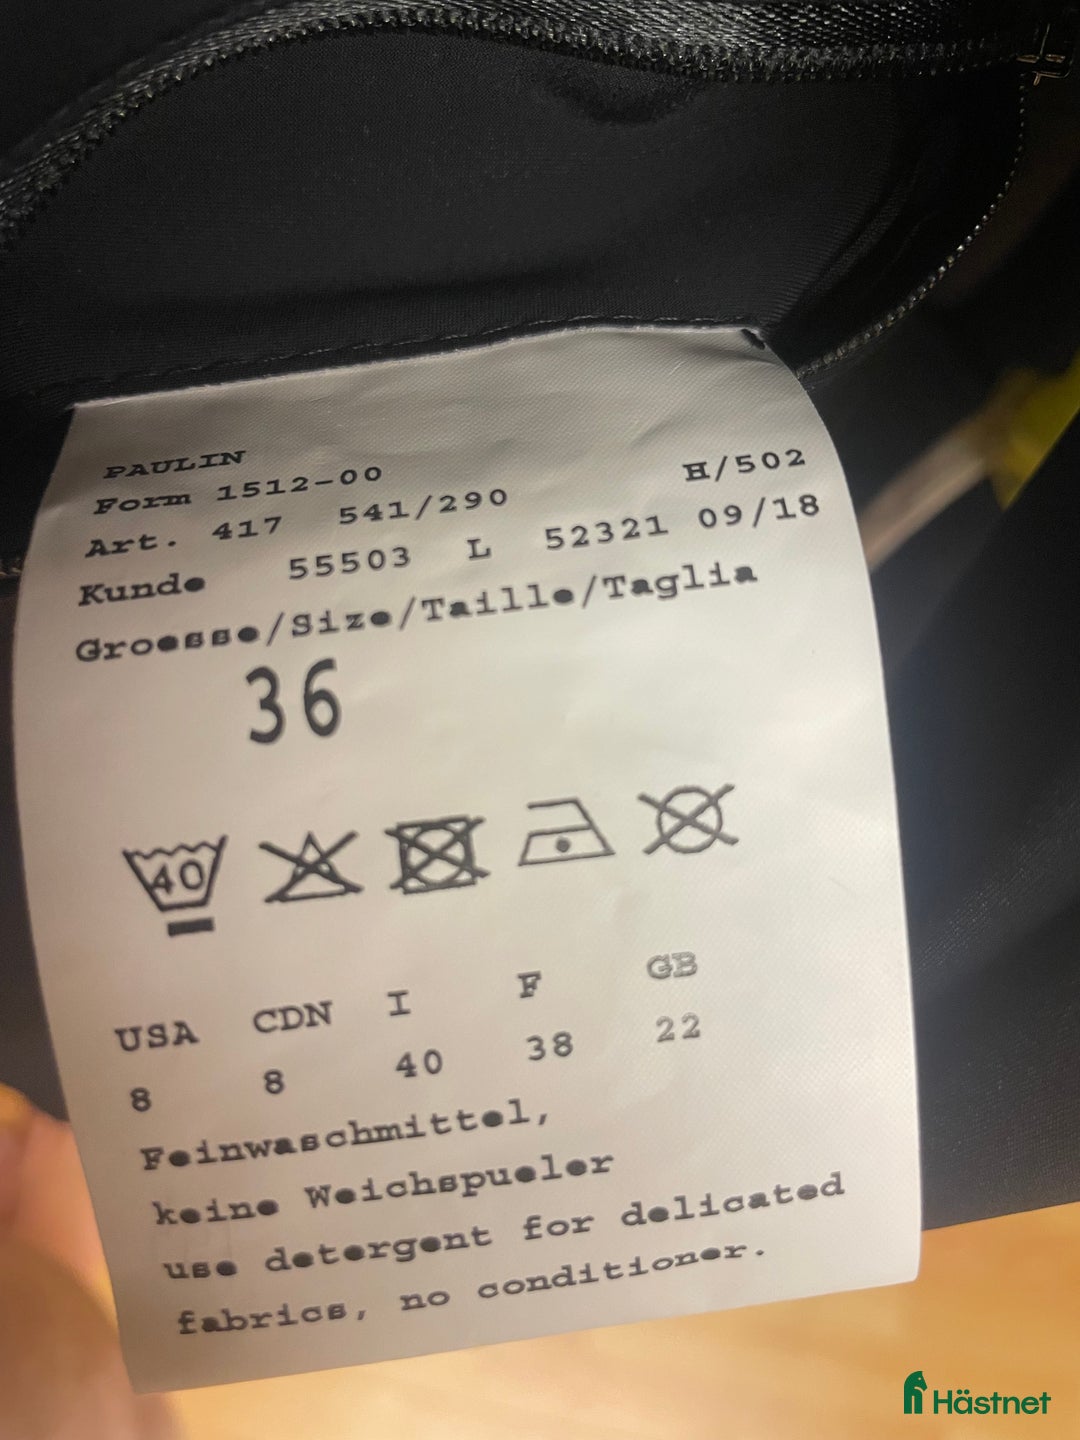 PAULIN
Form 1512-00 H/502
Art. 417 541/290
Kunde 55503 L 52321 09/18
Groesse/Size/Taille/Taglia
36
40
USA CDN I F GB
8 8 40 38 22
Feinwaschmittel,
keine Weichspueler
use detergent for delicated
fabrics, no conditioner.
Hästnet